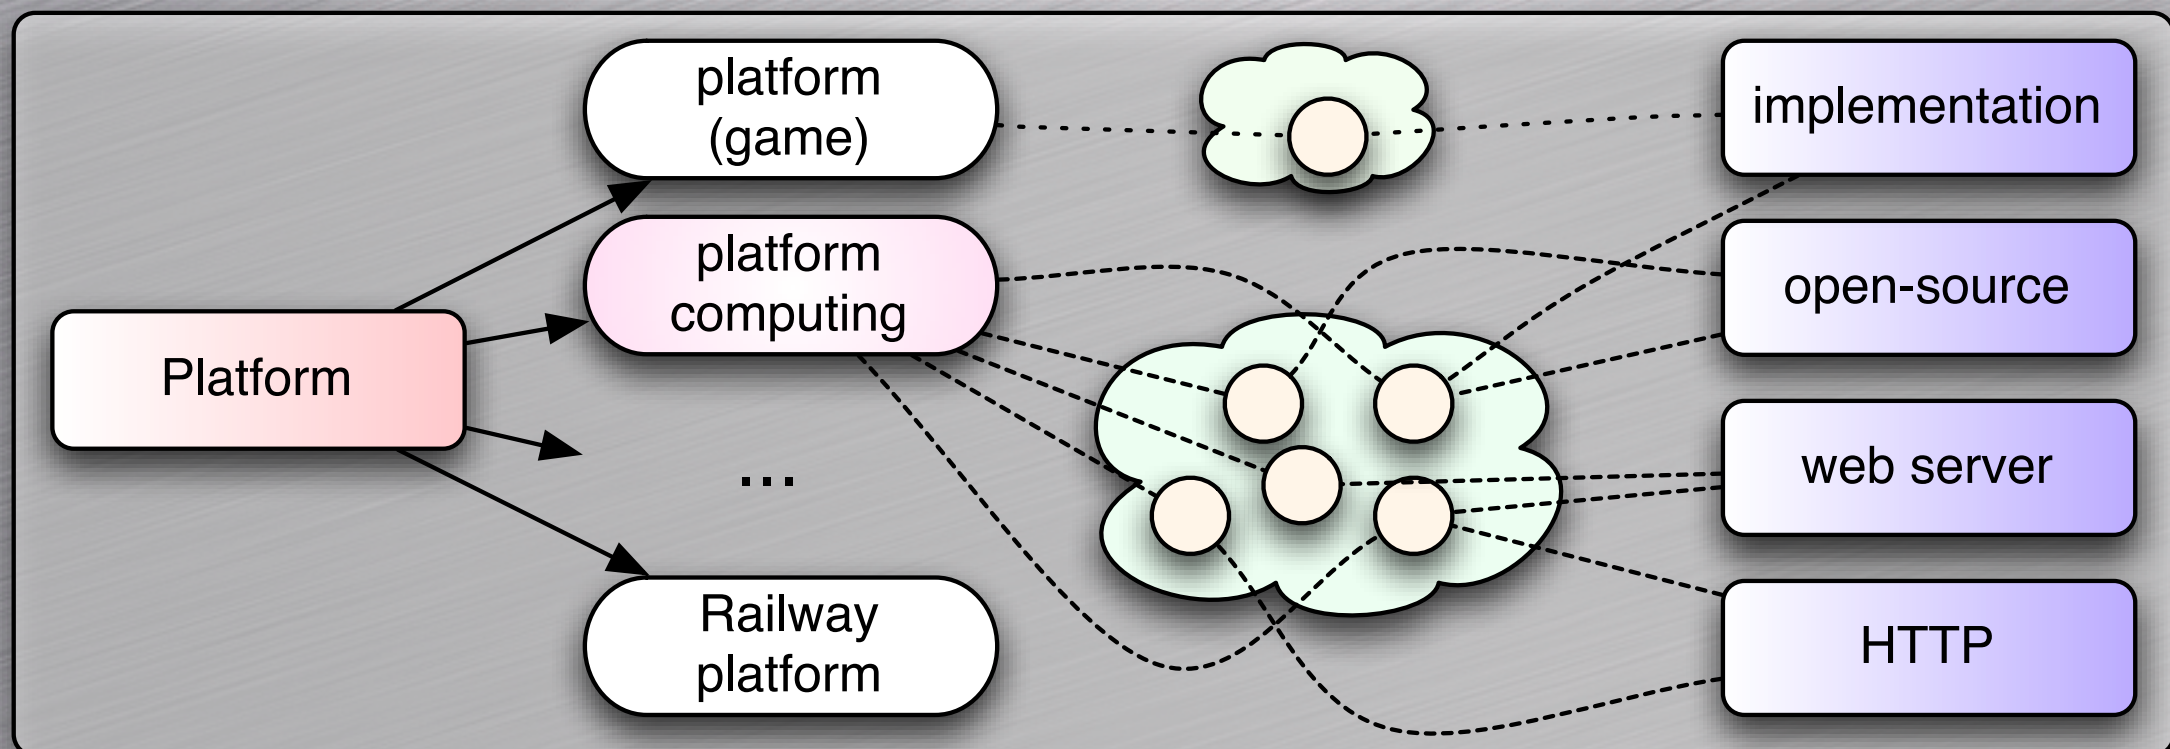 platform
(game)
implementation
platform
computing
open-source
Platform
web server
...
Railway
platform
HTTP